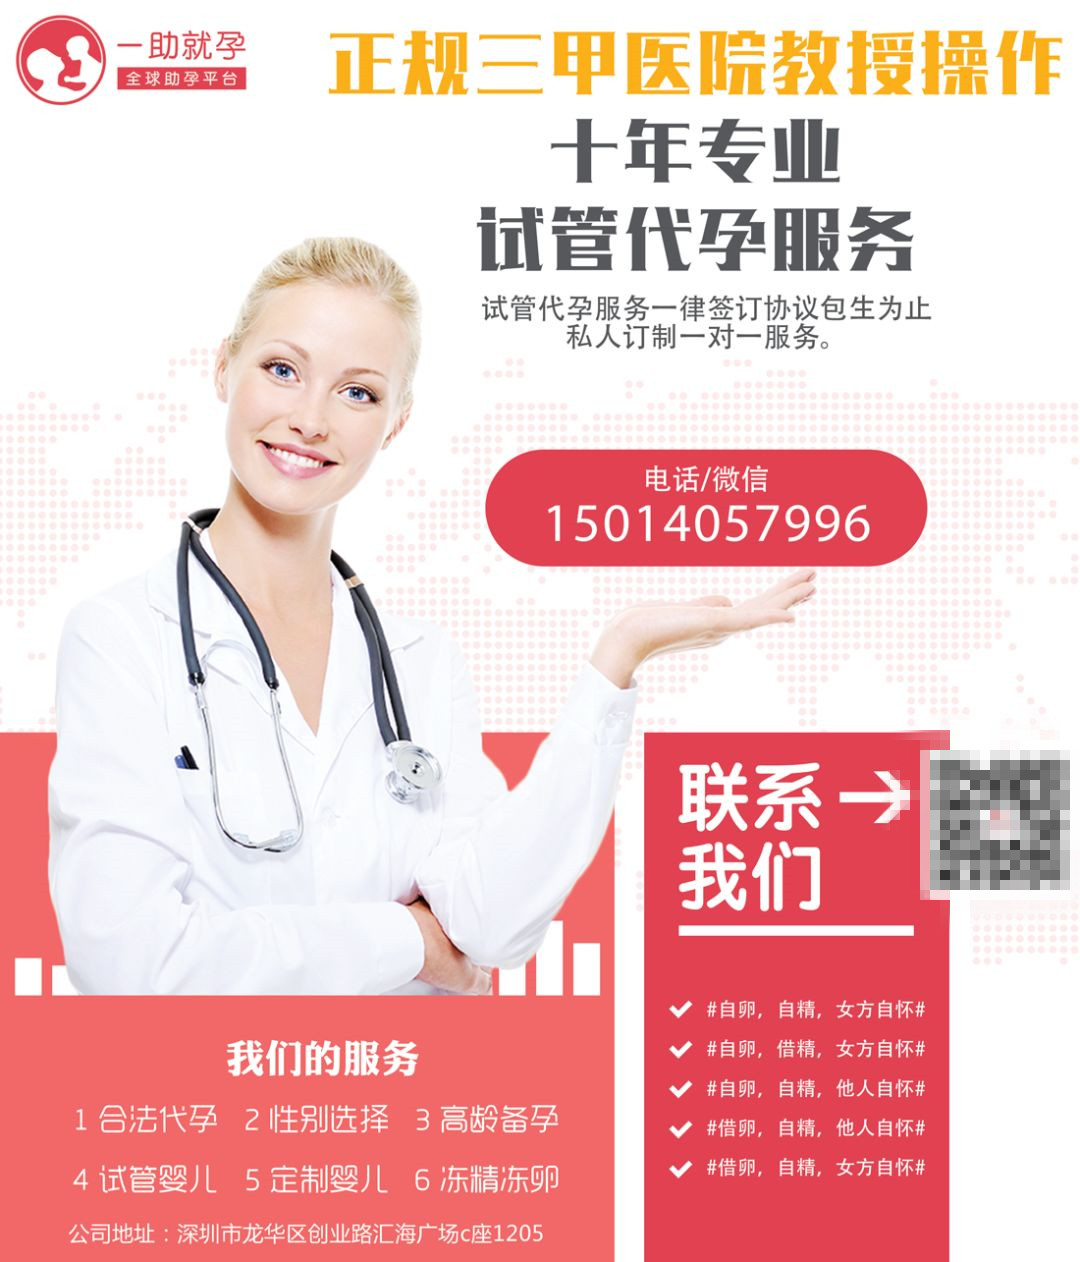 一助就孕
全球助孕平台
正规三甲医院教授操作
十年专业
试管代孕服务
试管代孕服务一律签订协议包生为止
私人订制一对一服务。
电话/微信
15014057996
联系
我们
#自卵，自精，女方自怀#
#自卵，借精，女方自怀#
#自卵，自精，他人自怀#
#借卵，自精，他人自怀#
#借卵，自精，女方自怀#
我们的服务
1 合法代孕 2 性别选择 3 高龄备孕
4 试管婴儿 5 定制婴儿 6 冻精冻卵
公司地址：深圳市龙华区创业路汇海广场c座1205